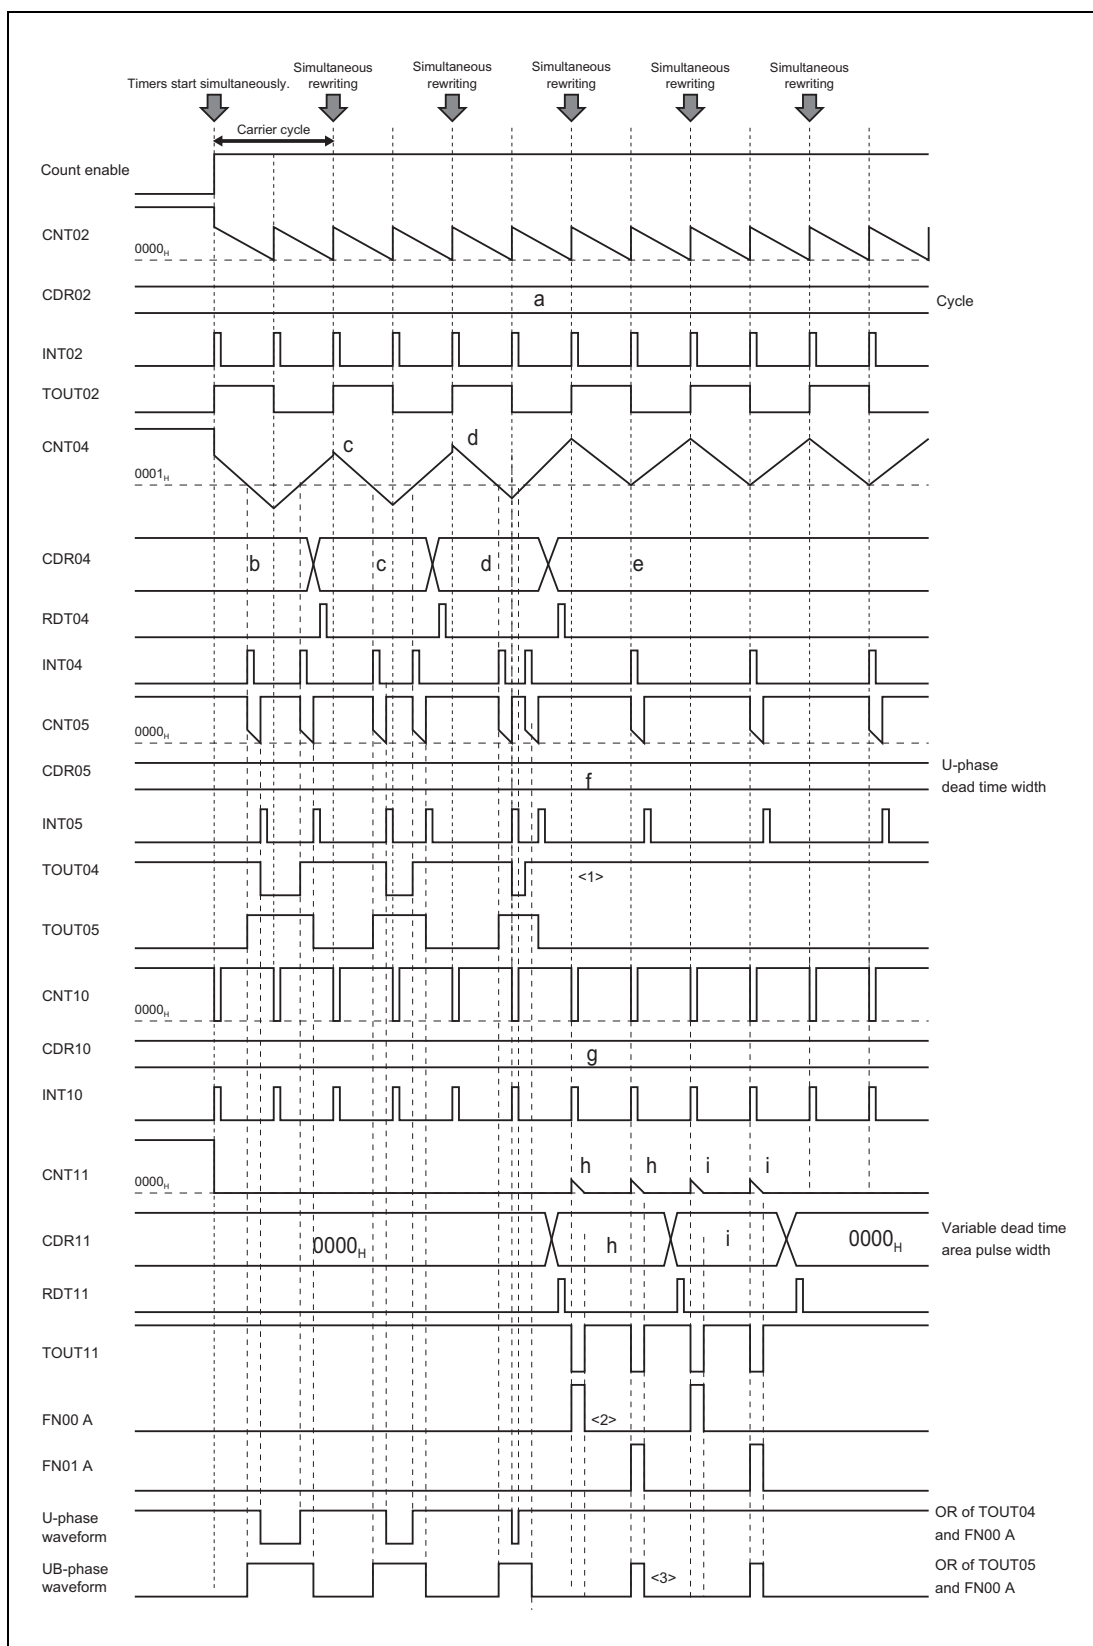 Simultaneous rewriting
Simultaneous rewriting
Simultaneous rewriting
Simultaneous rewriting
Simultaneous rewriting
Timers start simultaneously.
Carrier cycle
Count enable
CNT02
0000H
CDR02
a
Cycle
INT02
TOUT02
CNT04
c
d
0001H
CDR04
b
c
d
e
RDT04
INT04
CNT05
0000H
CDR05
f
U-phase
dead time width
INT05
TOUT04
<1>
TOUT05
CNT10
0000H
CDR10
g
INT10
CNT11
0000H
h
h
i
i
CDR11
0000H
h
i
0000H
Variable dead time
area pulse width
RDT11
TOUT11
FN00 A
<2>
FN01 A
U-phase
waveform
OR of TOUT04
and FN00 A
UB-phase
waveform
<3>
OR of TOUT05
and FN00 A